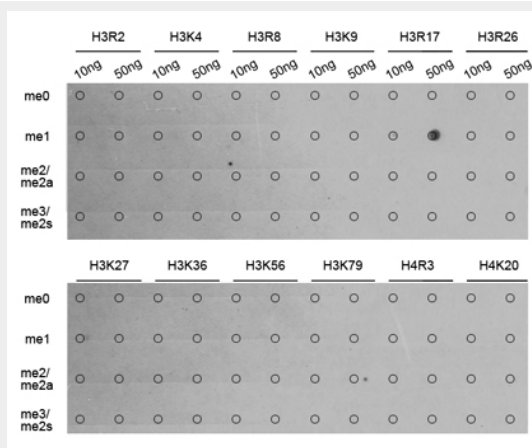 H3R2 H3K4 H3R8 H3K9 H3R17 H3R26
10ng 50ng 10ng 50ng 10ng 50ng 10ng 50ng 10ng 50ng 10ng 50ng
me0
me1
me2/
me2a
me3/
me2s
H3K27 H3K36 H3K56 H3K79 H4R3 H4K20
me0
me1
me2/
me2a
me3/
me2s